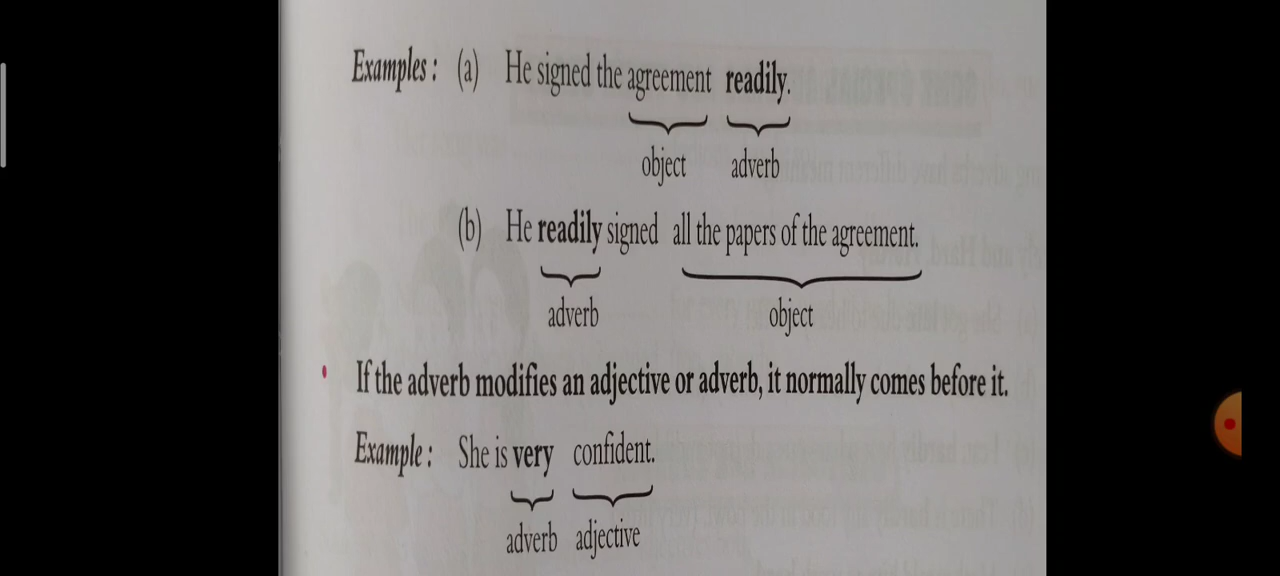 Examples : (a) He signed the agreement readily.
object adverb
(b) He readily signed all the papers of the agreement.
adverb object
If the adverb modifies an adjective or adverb, it normally comes before it.
Example : She is very confident.
adverb adjective